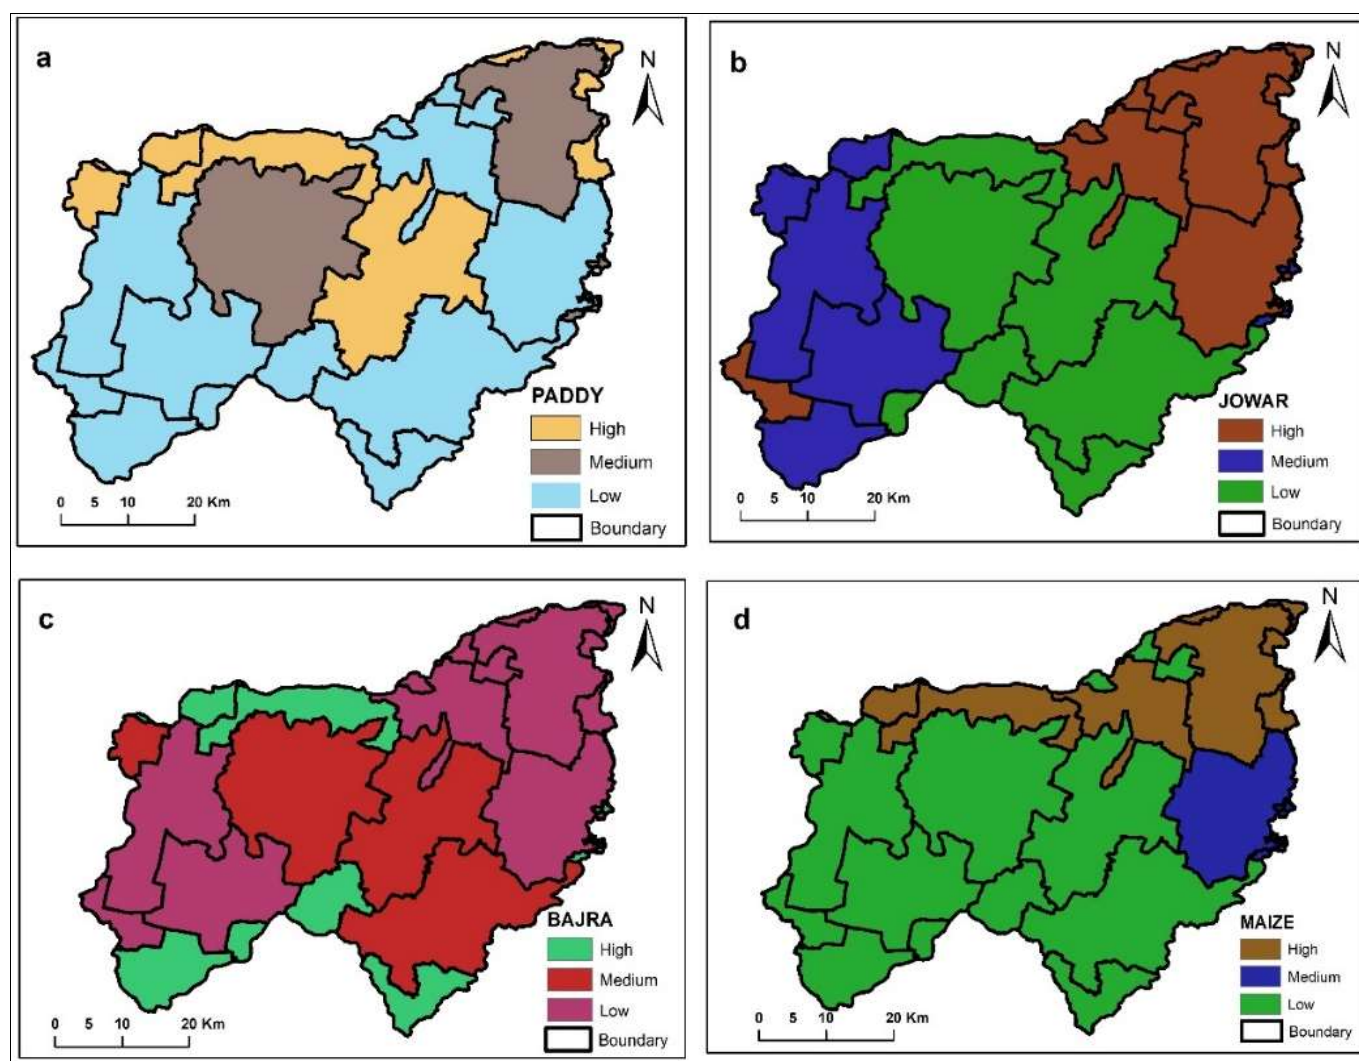 a
N
PADDY
High
Medium
Low
Boundary
0 5 10 20 Km
b
N
JOWAR
High
Medium
Low
Boundary
0 5 10 20 Km
c
N
BAJRA
High
Medium
Low
Boundary
0 5 10 20 Km
d
N
MAIZE
High
Medium
Low
Boundary
0 5 10 20 Km